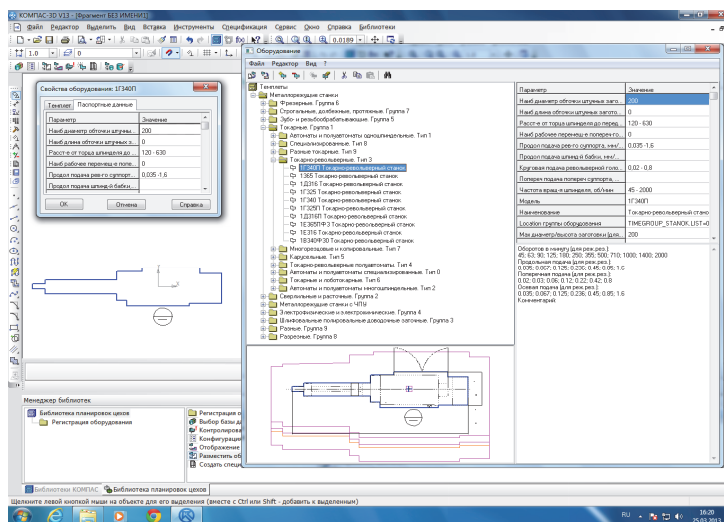 КОМПАС-3D V13 - [Фрагмент БЕЗ ИМЕНИ1]
Файл Редактор Выделить Вид Вставка Инструменты Спецификация Сервис Окно Справка Библиотеки
0.0189
1.0
0
Оборудование
Файл Редактор Вид ?
Свойства оборудования: 1Г340П
Темплет Паспортные данные
Параметр Значение
Наиб диаметр обточки штучны... 200
Наиб длина обточки штучных з... 0
Расст-е от торца шпинделя до ... 120 - 630
Наиб рабочее перемещ-е попе... 0
Продол подача рев-го суппорт... 0,035 -1,6
Продол подача шпинд-й бабки,...
ОК Отмена Справка
Темплеты
Металлорежущие станки
Фрезерные. Группа 6
Строгальные, долбежные, протяжные. Группа 7
Зубо- и резьбообрабатывающие. Группа 5
Токарные. Группа 1
Автоматы и полуавтоматы одношпиндельные. Тип 1
Специализированные. Тип 8
Разные токарные. Тип 9
Токарно-револьверные. Тип 3
1Г340П Токарно-револьверный станок
1365 Токарно-револьверный станок
1Д316 Токарно-револьверный станок
1Г325 Токарно-револьверный станок
1Г340 Токарно-револьверный станок
1Г325П Токарно-револьверный станок
1Д316П Токарно-револьверный станок
1Е365ПФ3 Токарно-револьверный станок
1Е316 Токарно-револьверный станок
1В340Ф30 Токарно-револьверный станок
Многорезцовые и копировальные. Тип 7
Карусельные. Тип 5
Токарно-револьверные полуавтоматы. Тип 4
Автоматы и полуавтоматы специализированные. Тип 0
Токарные и лоботокарные. Тип 6
Автоматы и полуавтоматы многошпиндельные. Тип 2
Сверлильные и расточные. Группа 2
Металлорежущие станки с ЧПУ
Электрофизические и электрохимические. Группа 4
Шлифовальные полировальные доводочные заточные. Группа 3
Разные. Группа 9
Разрезные. Группа 8
Параметр Значение
Наиб диаметр обточки штучных заго... 200
Наиб длина обточки штучных заготов... 0
Расст-е от торца шпинделя до перед... 120 - 630
Наиб рабочее перемещ-е поперечн-го... 0
Продол подача рев-го суппорта, мм/... 0,035 -1,6
Продол подача шпинд-й бабки, мм/...
Круговая подача револьверной голо... 0,02 - 0,8
Попереч подача попереч суппорта, ...
Частота вращ-я шпинделя, об/мин 45 - 2000
Модель 1Г340П
Наименование Токарно-револьверный станок
Location группы оборудования TIMEGROUP_STANOK.LIST=0
Мах диаметр/высота заготовки (для... 200
Оборотов в минуту (для реж.рез.):
45; 63; 90; 125; 180; 250; 355; 500; 710; 1000; 1400; 2000
Продольная подача (для реж.рез.):
0,035; 0,067; 0,125; 0,236; 0,45; 0,85; 1,6
Поперечная подача (для реж.рез.):
0,02; 0,03; 0,06; 0,12; 0,22; 0,42; 0,8
Осевая подача (для реж.рез.):
0,035; 0,067; 0,125; 0,236; 0,45; 0,85; 1,6
Комментарий:
Менеджер библиотек
Библиотека планировок цехов
Регистрация оборудования
Регистрация о
Выбор базы д
Контролирова
Конфигурация
Отображение
Разместить об
Создать специ
Библиотеки КОМПАС Библиотека планировок цехов
Щелкните левой кнопкой мыши на объекте для его выделения (вместе с Ctrl или Shift - добавить к выделенным)
RU 16:20
25.03.2013